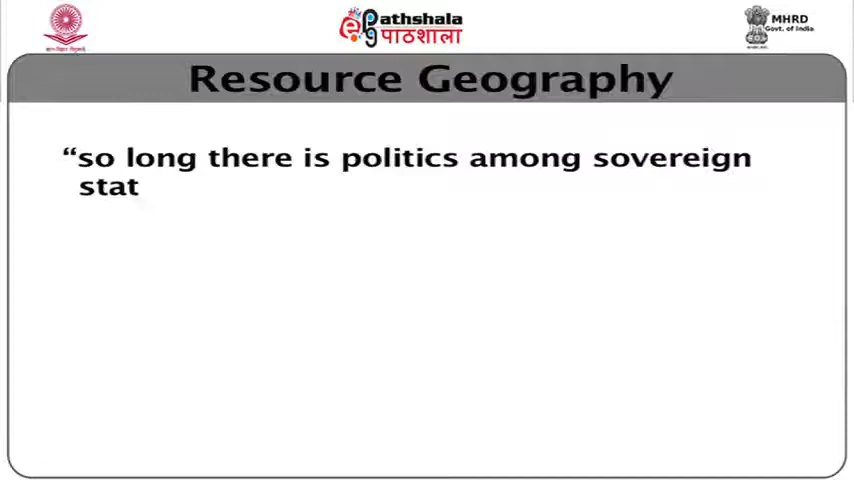 ePathshala
पाठशाला
MHRD
Govt. of India
Resource Geography
“so long there is politics among sovereign
stat